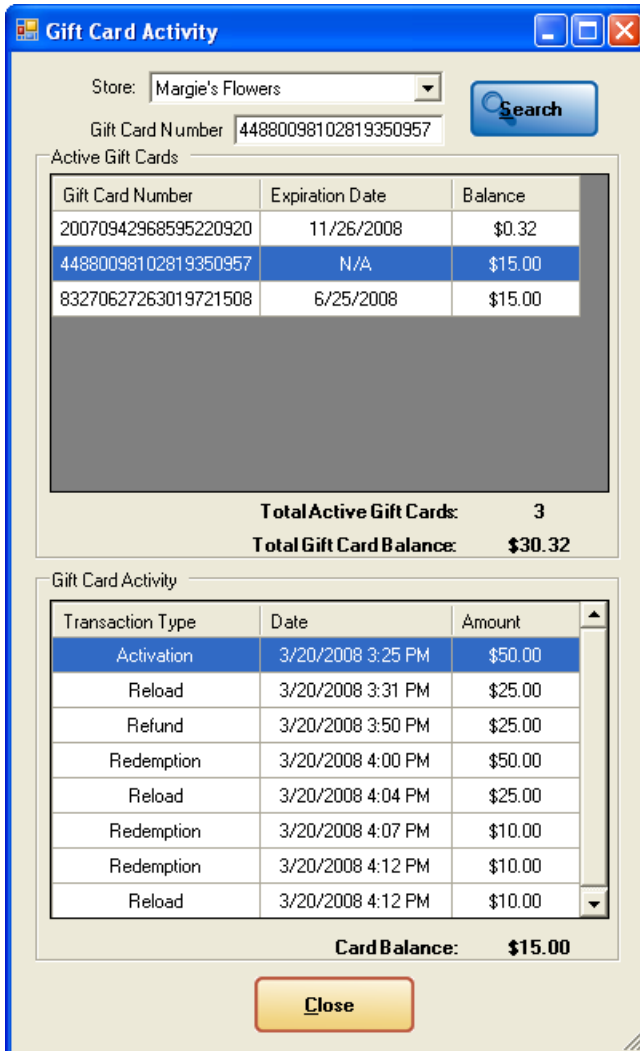 Gift Card Activity
Store: Margie's Flowers
Search
Gift Card Number 44880098102819350957
Active Gift Cards
Gift Card Number Expiration Date Balance
20070942968595220920 11/26/2008 $0.32
44880098102819350957 N/A $15.00
83270627263019721508 6/25/2008 $15.00
Total Active Gift Cards: 3
Total Gift Card Balance: $30.32
Gift Card Activity
Transaction Type Date Amount
Activation 3/20/2008 3:25 PM $50.00
Reload 3/20/2008 3:31 PM $25.00
Refund 3/20/2008 3:50 PM $25.00
Redemption 3/20/2008 4:00 PM $50.00
Reload 3/20/2008 4:04 PM $25.00
Redemption 3/20/2008 4:07 PM $10.00
Redemption 3/20/2008 4:12 PM $10.00
Reload 3/20/2008 4:12 PM $10.00
Card Balance: $15.00
Close